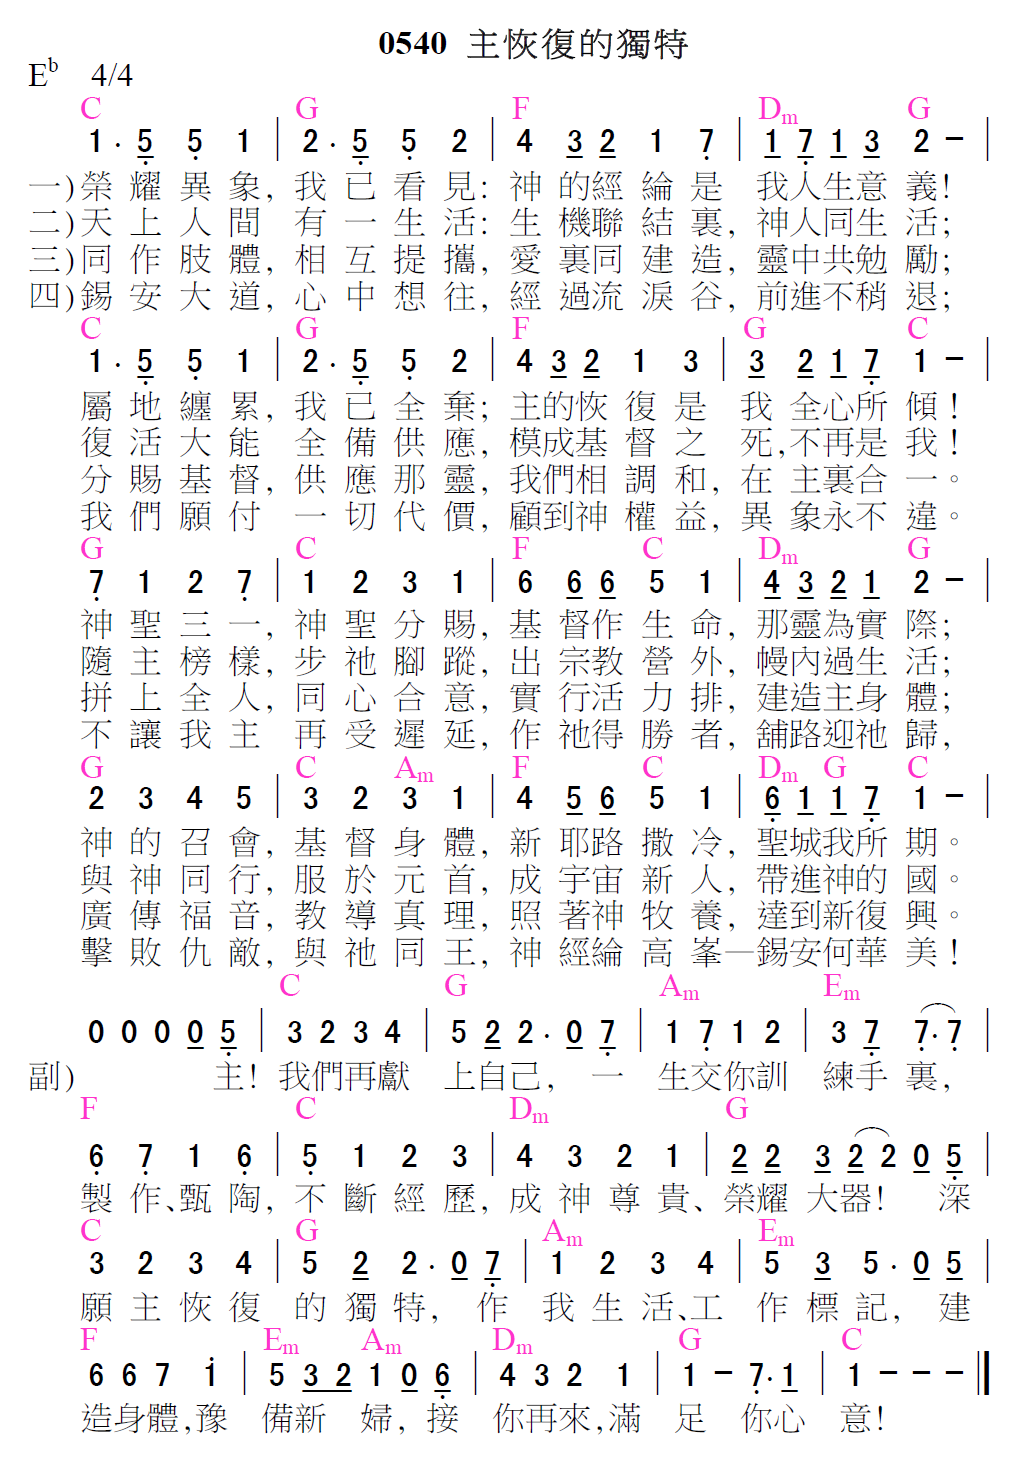 0540 主恢復的獨特
E♭ 4/4
C G F Dm G
1 . 5 5 1 | 2 . 5 5 2 | 4 3 2 1 7 | 1 7 1 3 2 − |
一)榮耀異象, 我已看見: 神的經綸是 我人生意義!
二)天上人間 有一生活: 生機聯結裏, 神人同生活;
三)同作肢體, 相互提攜, 愛裏同建造, 靈中共勉勵;
四)錫安大道, 心中想往, 經過流淚谷, 前進不稍退;
C G F G C
1 . 5 5 1 | 2 . 5 5 2 | 4 3 2 1 3 | 3 2 1 7 1 − |
屬地纏累, 我已全棄; 主的恢復是 我全心所傾!
復活大能 全備供應, 模成基督之 死,不再是我!
分賜基督, 供應那靈, 我們相調和, 在主裏合一。
我們願付 一切代價, 顧到神權益, 異象永不違。
G C F C Dm G
7 1 2 7 | 1 2 3 1 | 6 6 6 5 1 | 4 3 2 1 2 − |
神聖三一, 神聖分賜, 基督作生命, 那靈為實際;
隨主榜樣, 步祂腳蹤, 出宗教營外, 幔內過生活;
拼上全人, 同心合意, 實行活力排, 建造主身體;
不讓我主 再受遲延, 作祂得勝者, 舖路迎祂歸,
G C Am F C Dm G C
2 3 4 5 | 3 2 3 1 | 4 5 6 5 1 | 6 1 1 7 1 − |
神的召會, 基督身體, 新耶路撒冷, 聖城我所期。
與神同行, 服於元首, 成宇宙新人, 帶進神的國。
廣傳福音, 教導真理, 照著神牧養, 達到新復興。
擊敗仇敵, 與祂同王, 神經綸高峯—錫安何華美!
C G Am Em
0 0 0 0 5 | 3 2 3 4 | 5 2 2 . 0 7 | 1 7 1 2 | 3 7 7 . 7 |
副) 主! 我們再獻 上自己, 一 生交你訓 練手裏,
F C Dm G
6 7 1 6 | 5 1 2 3 | 4 3 2 1 | 2 2 3 2 2 0 5 |
製作、甄陶, 不斷經歷, 成神尊貴、榮耀大器! 深
C G Am Em
3 2 3 4 | 5 2 2 . 0 7 | 1 2 3 4 | 5 3 5 . 0 5 |
願主恢復 的獨特, 作 我生活、工 作標記, 建
F Em Am Dm G C
6 6 7 1 | 5 3 2 1 0 6 | 4 3 2 1 | 1 − 7 . 1 | 1 − − − ‖
造身體,豫 備新婦, 接 你再來,滿 足 你心 意!